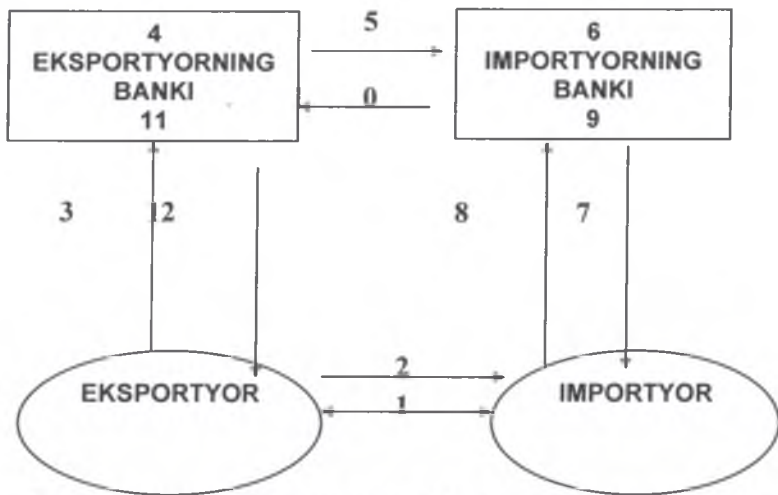 4
EKSPORTYORNING
BANKI
11
5
0
6
IMPORTYORNING
BANKI
9
3
12
8
7
EKSPORTYOR
2
1
IMPORTYOR